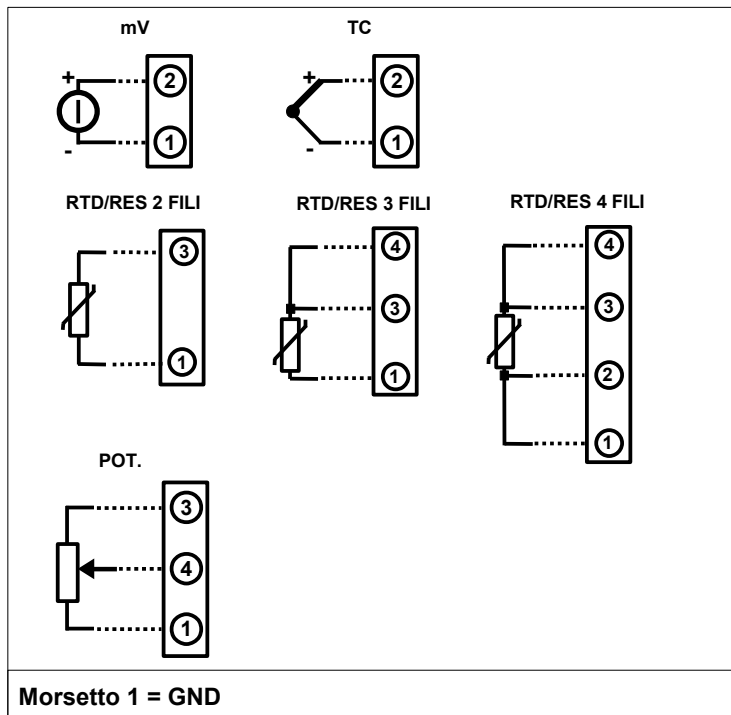 mV TC
+ 2 + 2
- 1 - 1
RTD/RES 2 FILI RTD/RES 3 FILI RTD/RES 4 FILI
3 4 4
3 3
1 1 2
1
POT.
3
4
1
Morsetto 1 = GND